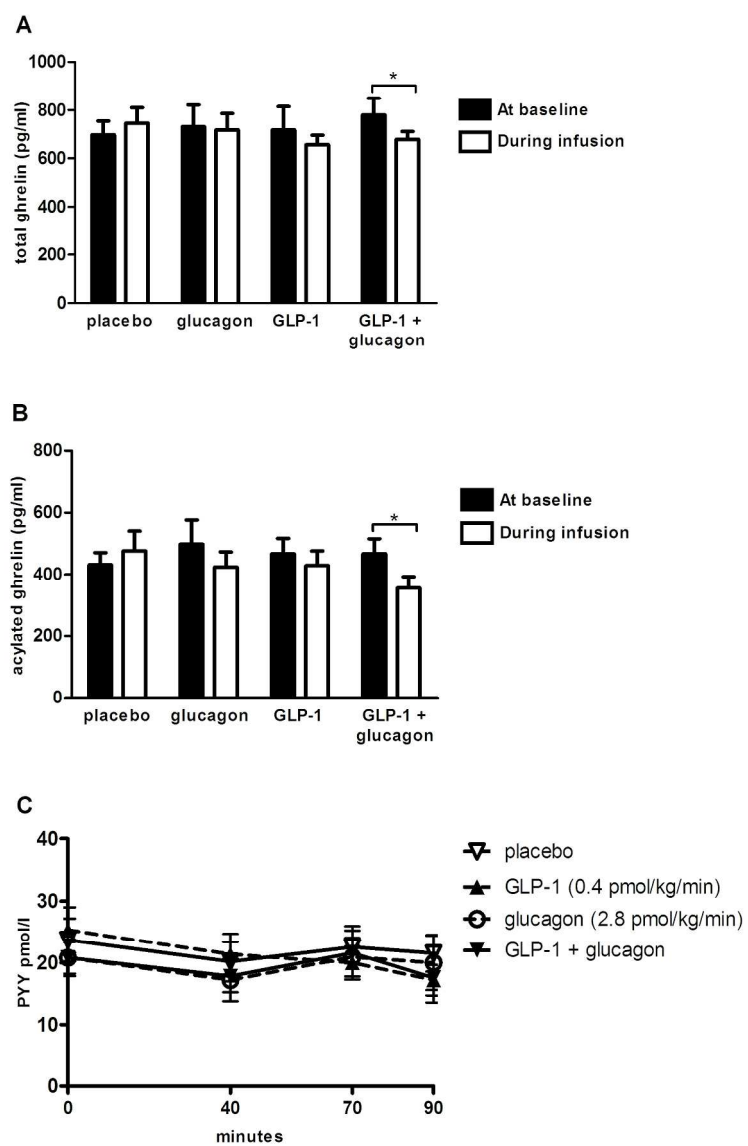 A
total ghrelin (pg/ml)
1000
800
600
400
200
0
placebo
glucagon
GLP-1
GLP-1 +
glucagon
*
At baseline
During infusion
B
acylated ghrelin (pg/ml)
800
600
400
200
0
placebo
glucagon
GLP-1
GLP-1 +
glucagon
*
At baseline
During infusion
C
PYY pmol/l
40
30
20
10
0
0
40
70
90
minutes
placebo
GLP-1 (0.4 pmol/kg/min)
glucagon (2.8 pmol/kg/min)
GLP-1 + glucagon